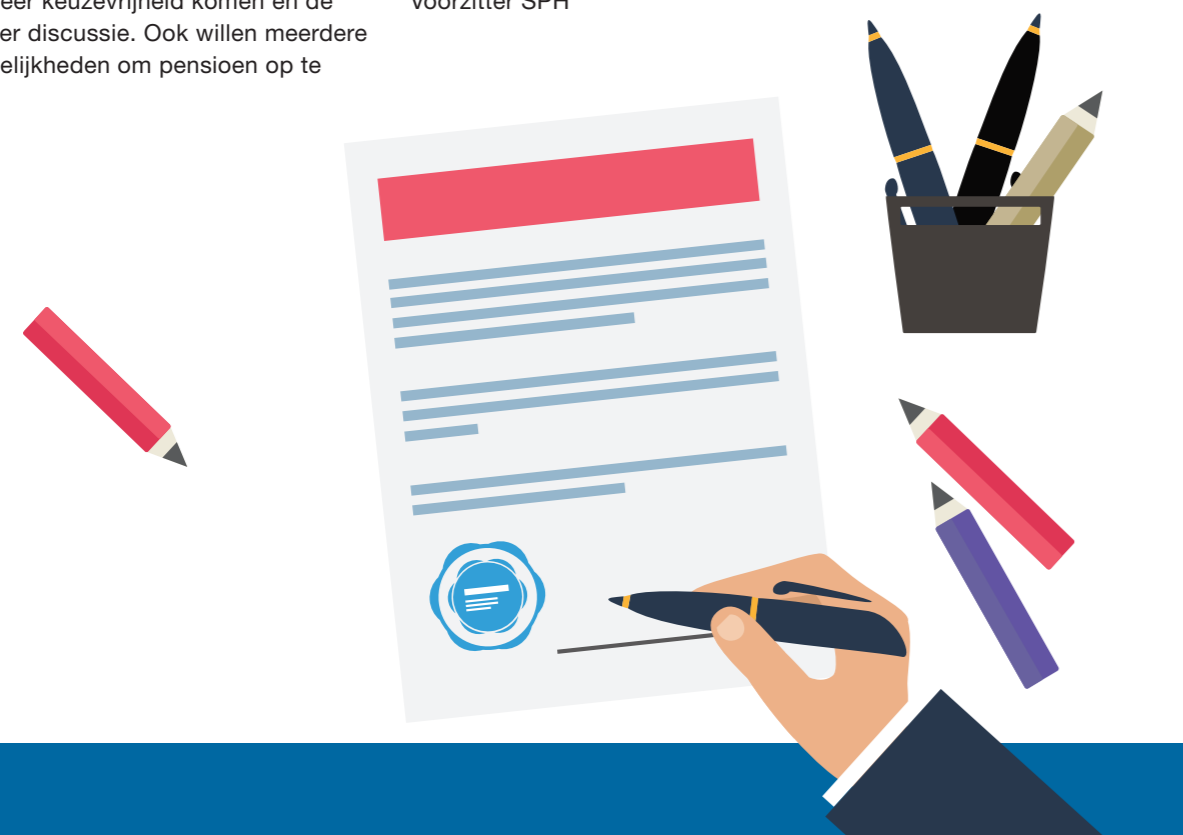 eer keuzevrijheid komen en de
er discussie. Ook willen meerdere
elijkheden om pensioen op te
voorzitter SPH